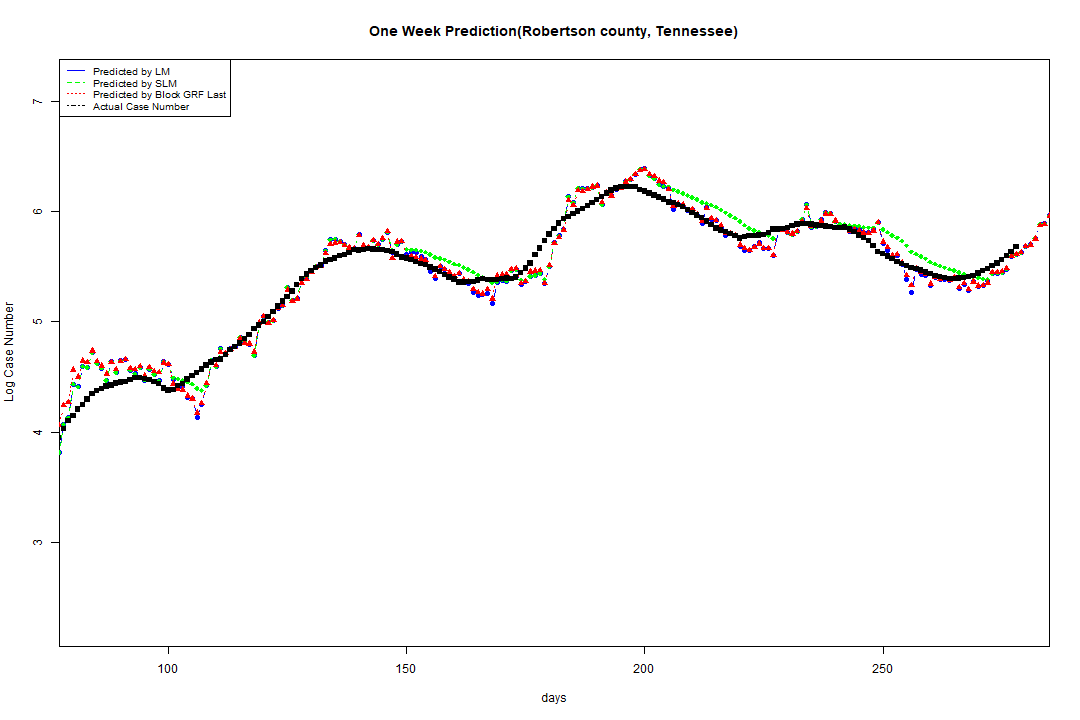 One Week Prediction(Robertson county, Tennessee)
Predicted by LM
Predicted by SLM
Predicted by Block GRF Last
Actual Case Number
7
6
5
4
3
Log Case Number
100 150 200 250
days